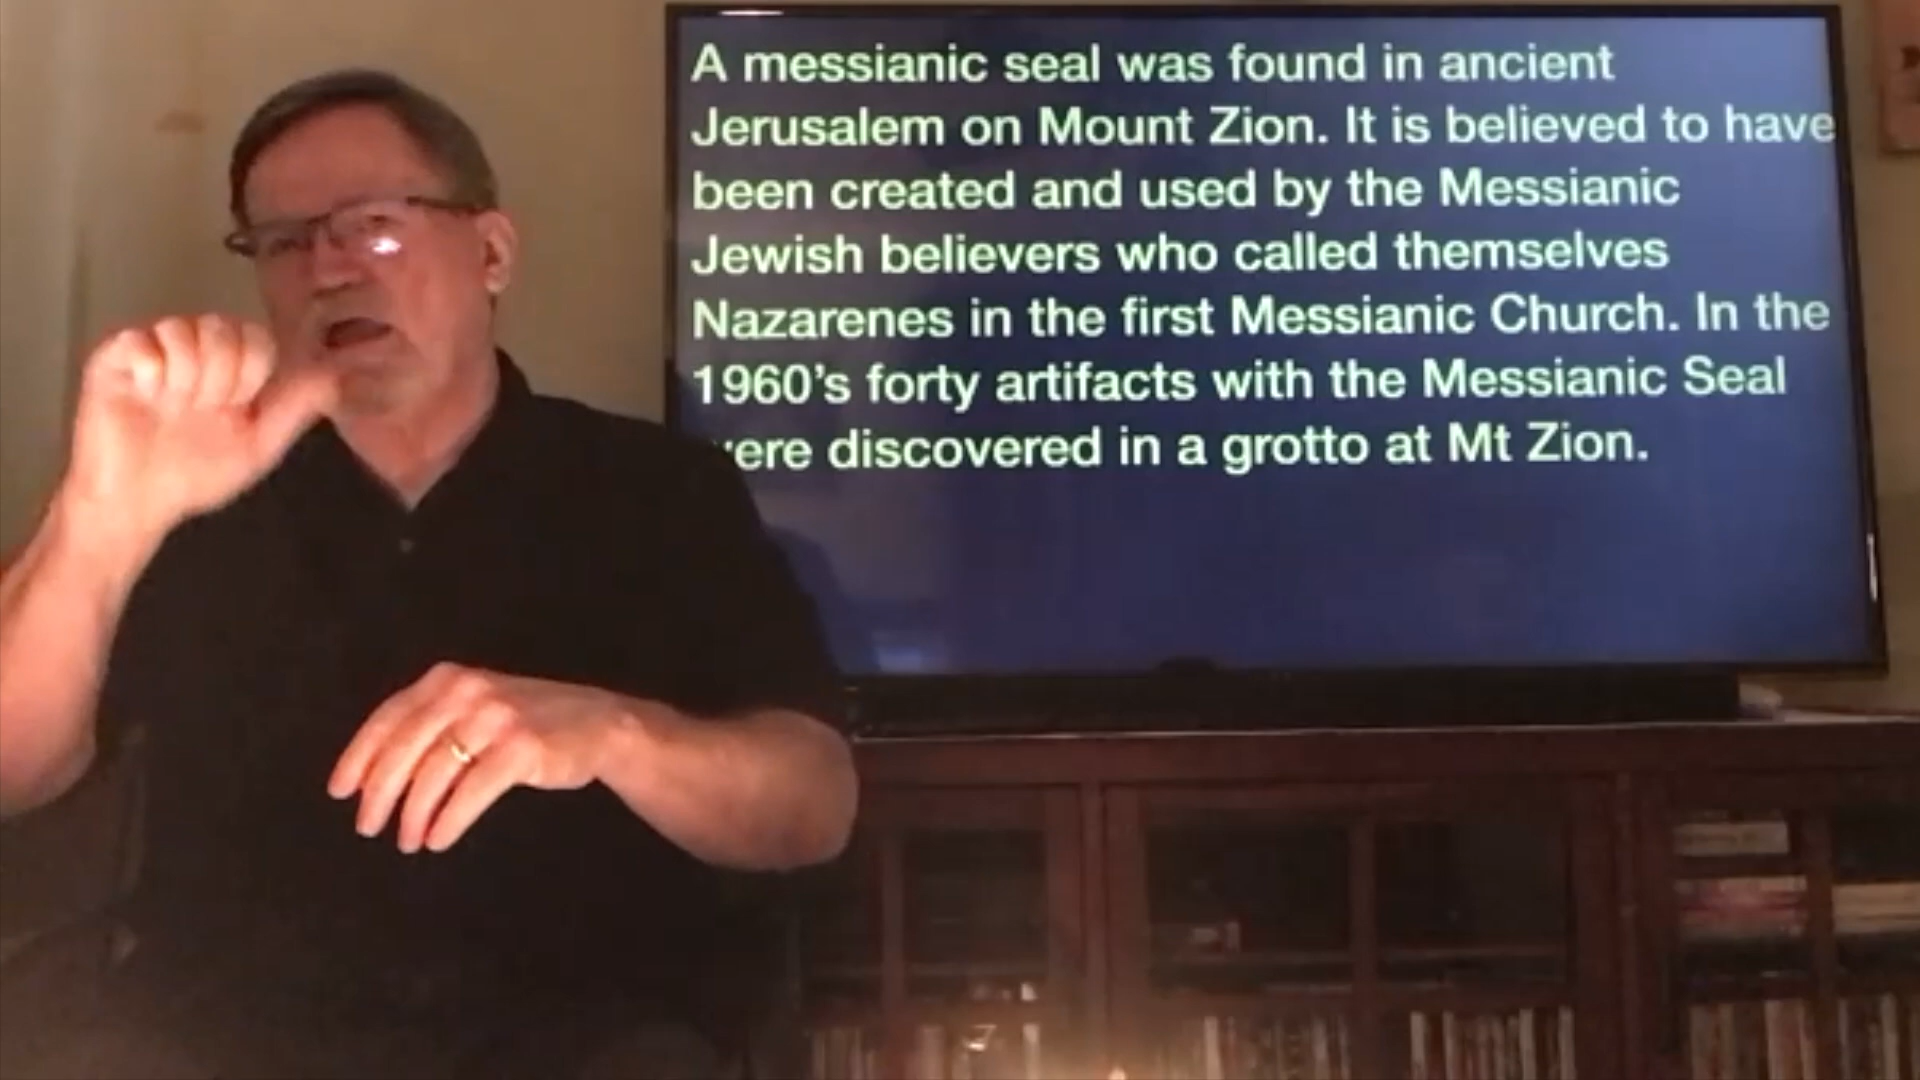 A messianic seal was found in ancient
Jerusalem on Mount Zion. It is believed to have
been created and used by the Messianic
Jewish believers who called themselves
Nazarenes in the first Messianic Church. In the
1960's forty artifacts with the Messianic Seal
discovered in a grotto at Mt Zion.